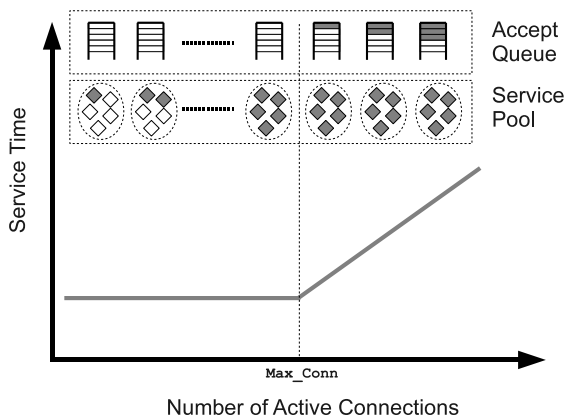 Accept
Queue
Service
Pool
Service Time
Max_Conn
Number of Active Connections